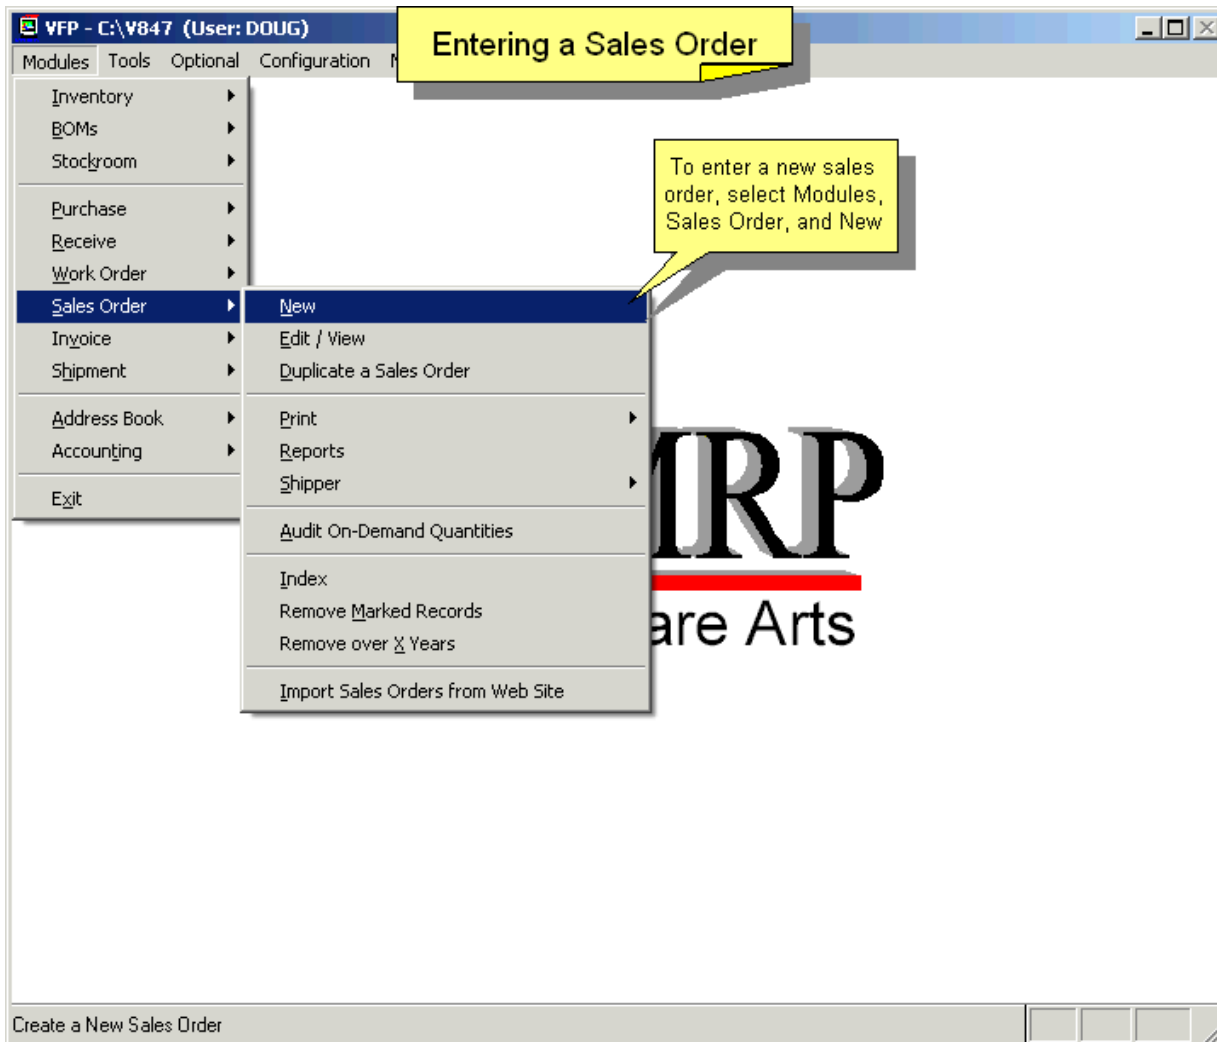 VFP - C:\V847 (User: DOUG)
Entering a Sales Order
Modules Tools Optional Configuration
Inventory
BOMs
Stockroom
Purchase
Receive
Work Order
Sales Order
Invoice
Shipment
Address Book
Accounting
Exit
To enter a new sales
order, select Modules,
Sales Order, and New
New
Edit / View
Duplicate a Sales Order
Print
Reports
Shipper
Audit On-Demand Quantities
Index
Remove Marked Records
Remove over X Years
Import Sales Orders from Web Site
MRP
are Arts
Create a New Sales Order